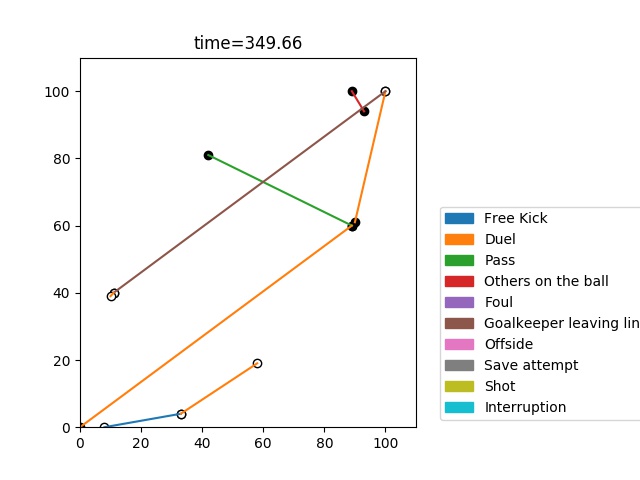 time=349.66
100
80
60
40
20
0
0 20 40 60 80 100
Free Kick
Duel
Pass
Others on the ball
Foul
Goalkeeper leaving lin
Offside
Save attempt
Shot
Interruption